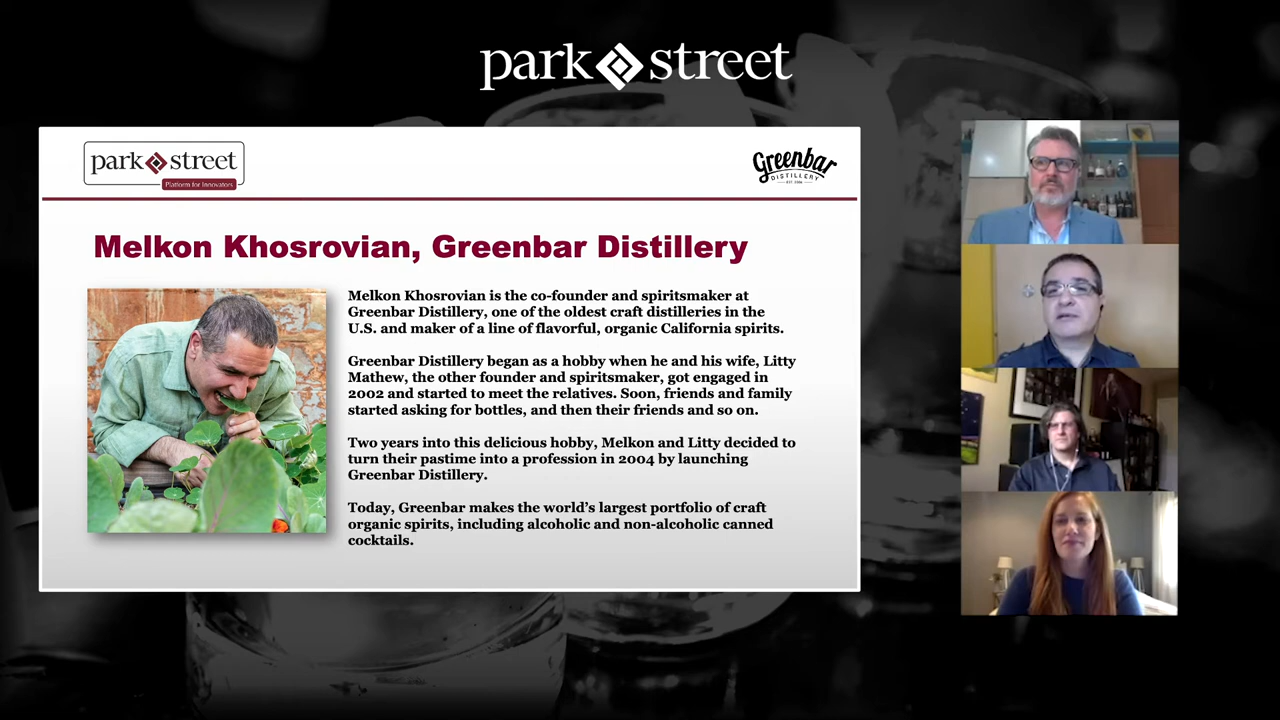 park street
park street
Platform for Innovators
Greenbar
DISTILLERY
Melkon Khosrovian, Greenbar Distillery
Melkon Khosrovian is the co-founder and spiritsmaker at
Greenbar Distillery, one of the oldest craft distilleries in the
U.S. and maker of a line of flavorful, organic California spirits.
Greenbar Distillery began as a hobby when he and his wife, Litty
Mathew, the other founder and spiritsmaker, got engaged in
2002 and started to meet the relatives. Soon, friends and family
started asking for bottles, and then their friends and so on.
Two years into this delicious hobby, Melkon and Litty decided to
turn their pastime into a profession in 2004 by launching
Greenbar Distillery.
Today, Greenbar makes the world’s largest portfolio of craft
organic spirits, including alcoholic and non-alcoholic canned
cocktails.